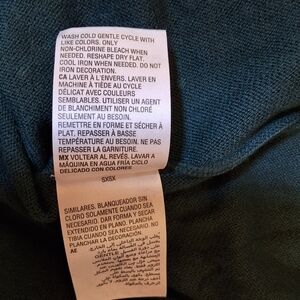 WASH COLD GENTLE CYCLE WITH
LIKE COLORS. ONLY
NON-CHLORINE BLEACH WHEN
NEEDED. RESHAPE DRY FLAT.
COOL IRON WHEN NEEDED. DO NOT
IRON DECORATION.
CA LAVER À L'ENVERS. LAVER EN
MACHINE À TIÈDE AU CYCLE
DÉLICAT AVEC COULEURS
SEMBLABLES. UTILISER UN AGENT
DE BLANCHIMENT NON CHLORÉ
SEULEMENT AU BESOIN.
REMETTRE EN FORME ET SÉCHER À
PLAT. REPASSER À BASSE
TEMPÉRATURE AU BESOIN. NE PAS
REPASSER LA GARNITURE.
MX VOLTEAR AL REVÉS. LAVAR A
MÁQUINA EN AGUA FRÍA CICLO
DELICADO CON COLORES
SIMILARES. BLANQUEADOR SIN
CLORO SOLAMENTE CUANDO SEA
NECESARIO. DAR FORMA Y SECAR
EXTENDIDO EN PLANO. PLANCHA
TIBIA CUANDO SEA NECESARIO. NO
PLANCHAR LA DECORACIÓN.
AE
GENTLE